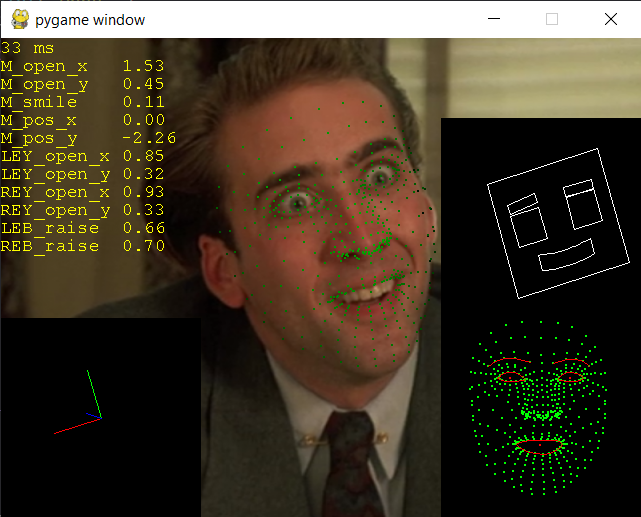 pygame window
33 ms
M_open_x 1.53
M_open_y 0.45
M_smile 0.11
M_pos_x 0.00
M_pos_y -2.26
LEY_open_x 0.85
LEY_open_y 0.32
REY_open_x 0.93
REY_open_y 0.33
LEB_raise 0.66
REB_raise 0.70